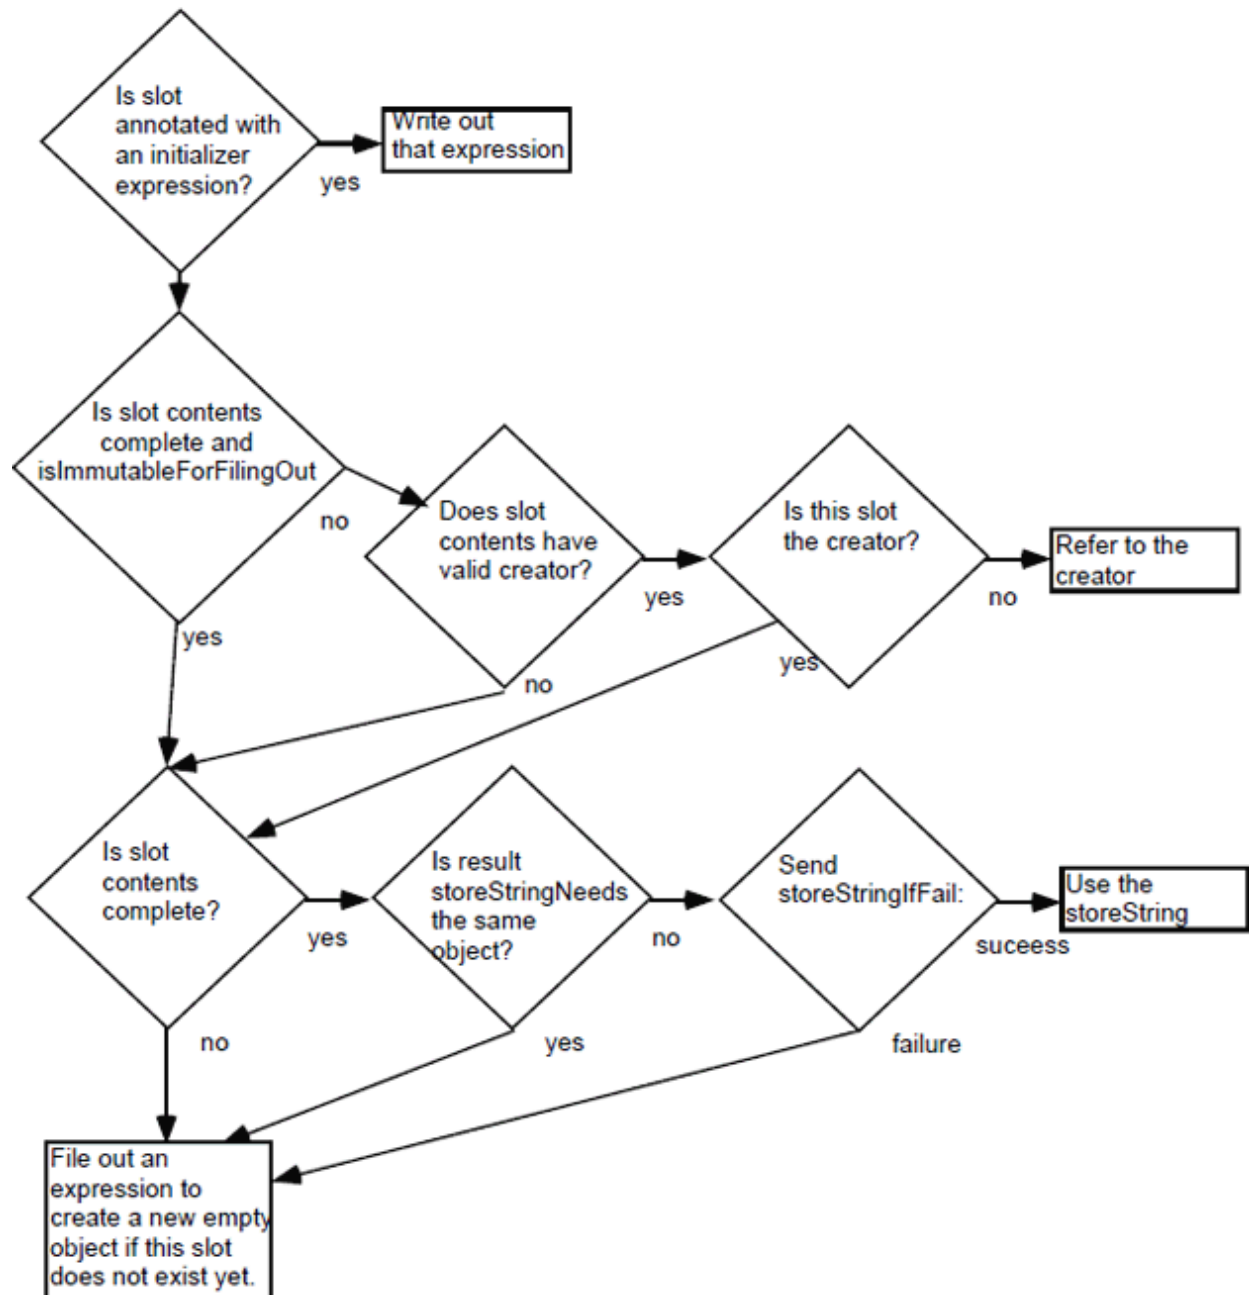 Is slot
annotated with
an initializer
expression?
yes
Write out
that expression
Is slot contents
complete and
isImmutableForFilingOut
no
yes
Does slot
contents have
valid creator?
yes
no
Is this slot
the creator?
no
yes
Refer to the
creator
Is slot
contents
complete?
yes
no
Is result
storeStringNeeds
the same
object?
no
yes
Send
storeStringIfFail:
suceess
failure
Use the
storeString
File out an
expression to
create a new empty
object if this slot
does not exist yet.